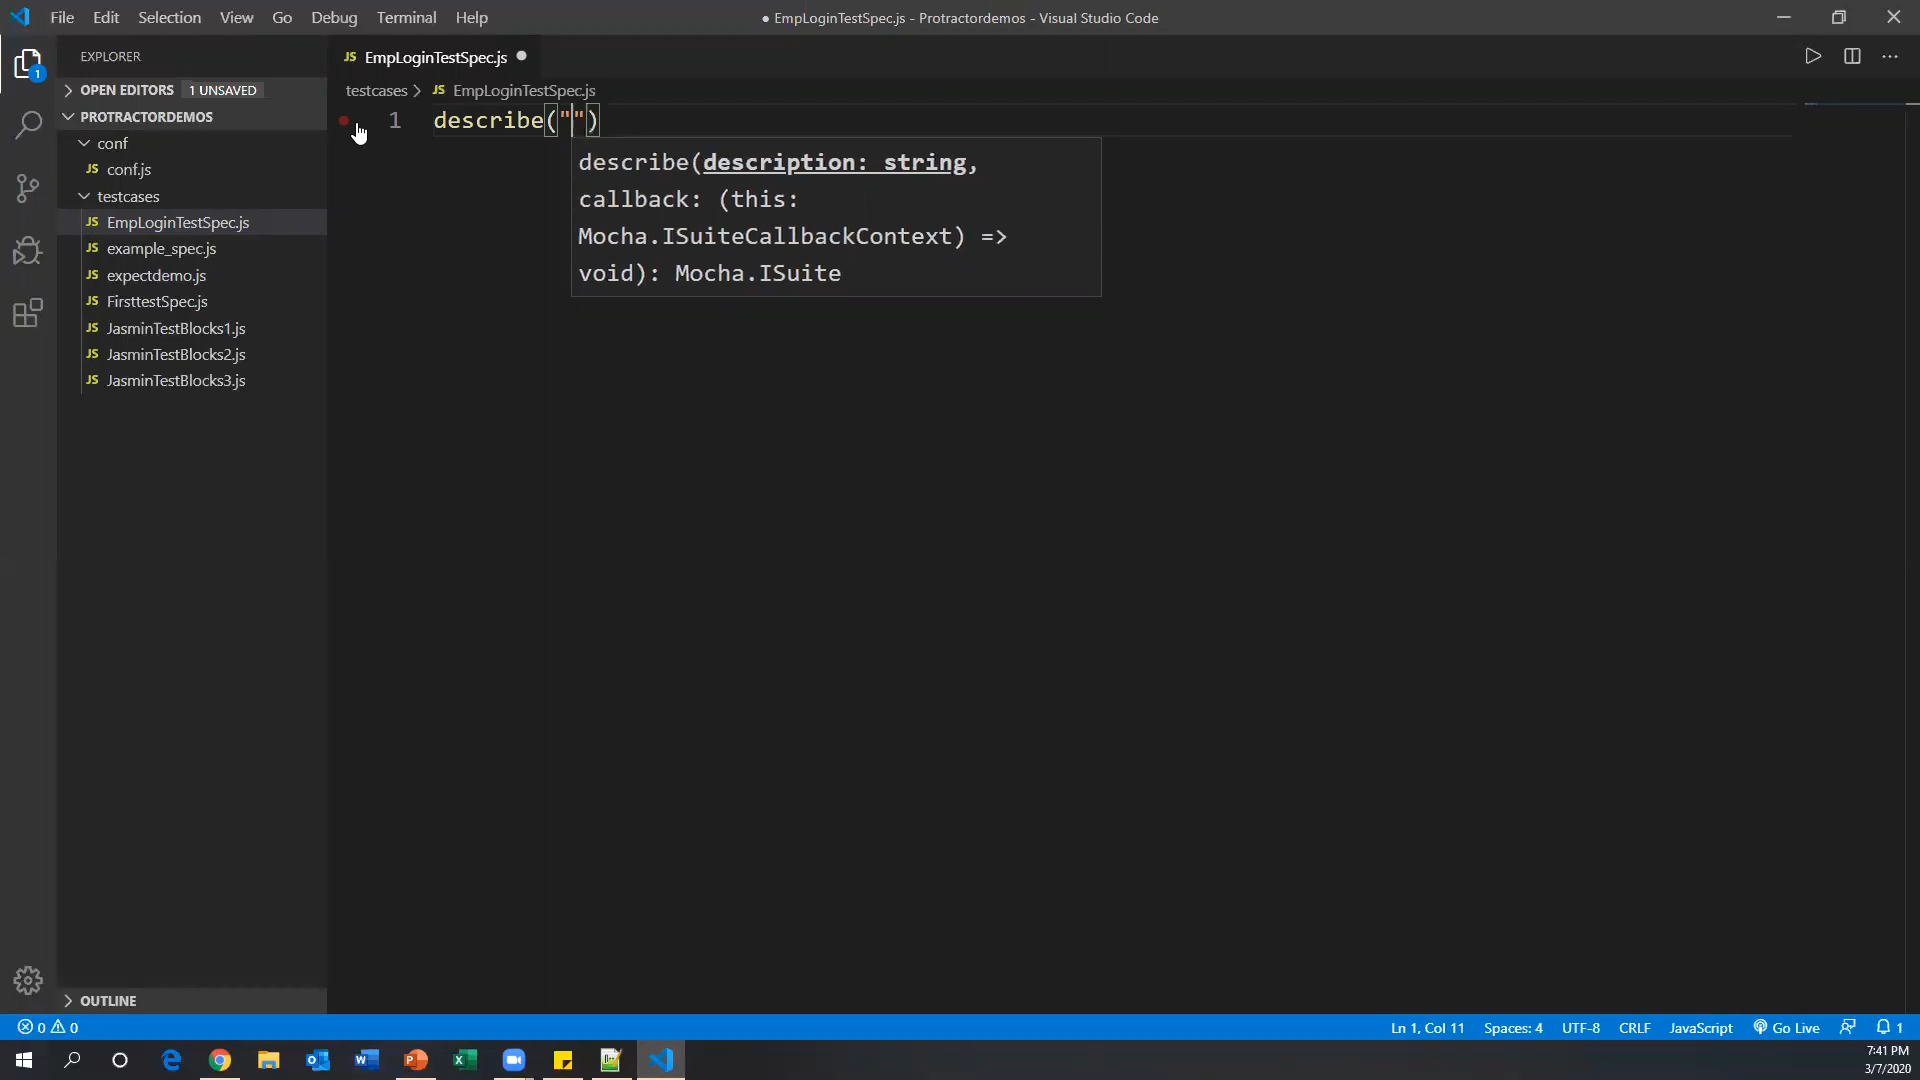 File Edit Selection View Go Debug Terminal Help
● EmpLoginTestSpec.js - Protractordemos - Visual Studio Code
EXPLORER
OPEN EDITORS 1 UNSAVED
PROTRACTORDEMOS
conf
JS conf.js
testcases
JS EmpLoginTestSpec.js
JS example_spec.js
JS expectdemo.js
JS FirsttestSpec.js
JS JasminTestBlocks1.js
JS JasminTestBlocks2.js
JS JasminTestBlocks3.js
OUTLINE
1
JS EmpLoginTestSpec.js
testcases > JS EmpLoginTestSpec.js
1 describe("")
describe(description: string,
callback: (this:
Mocha.ISuiteCallbackContext) =>
void): Mocha.ISuite
0 0
Ln 1, Col 11 Spaces: 4 UTF-8 CRLF JavaScript Go Live 1
7:41 PM
3/7/2020